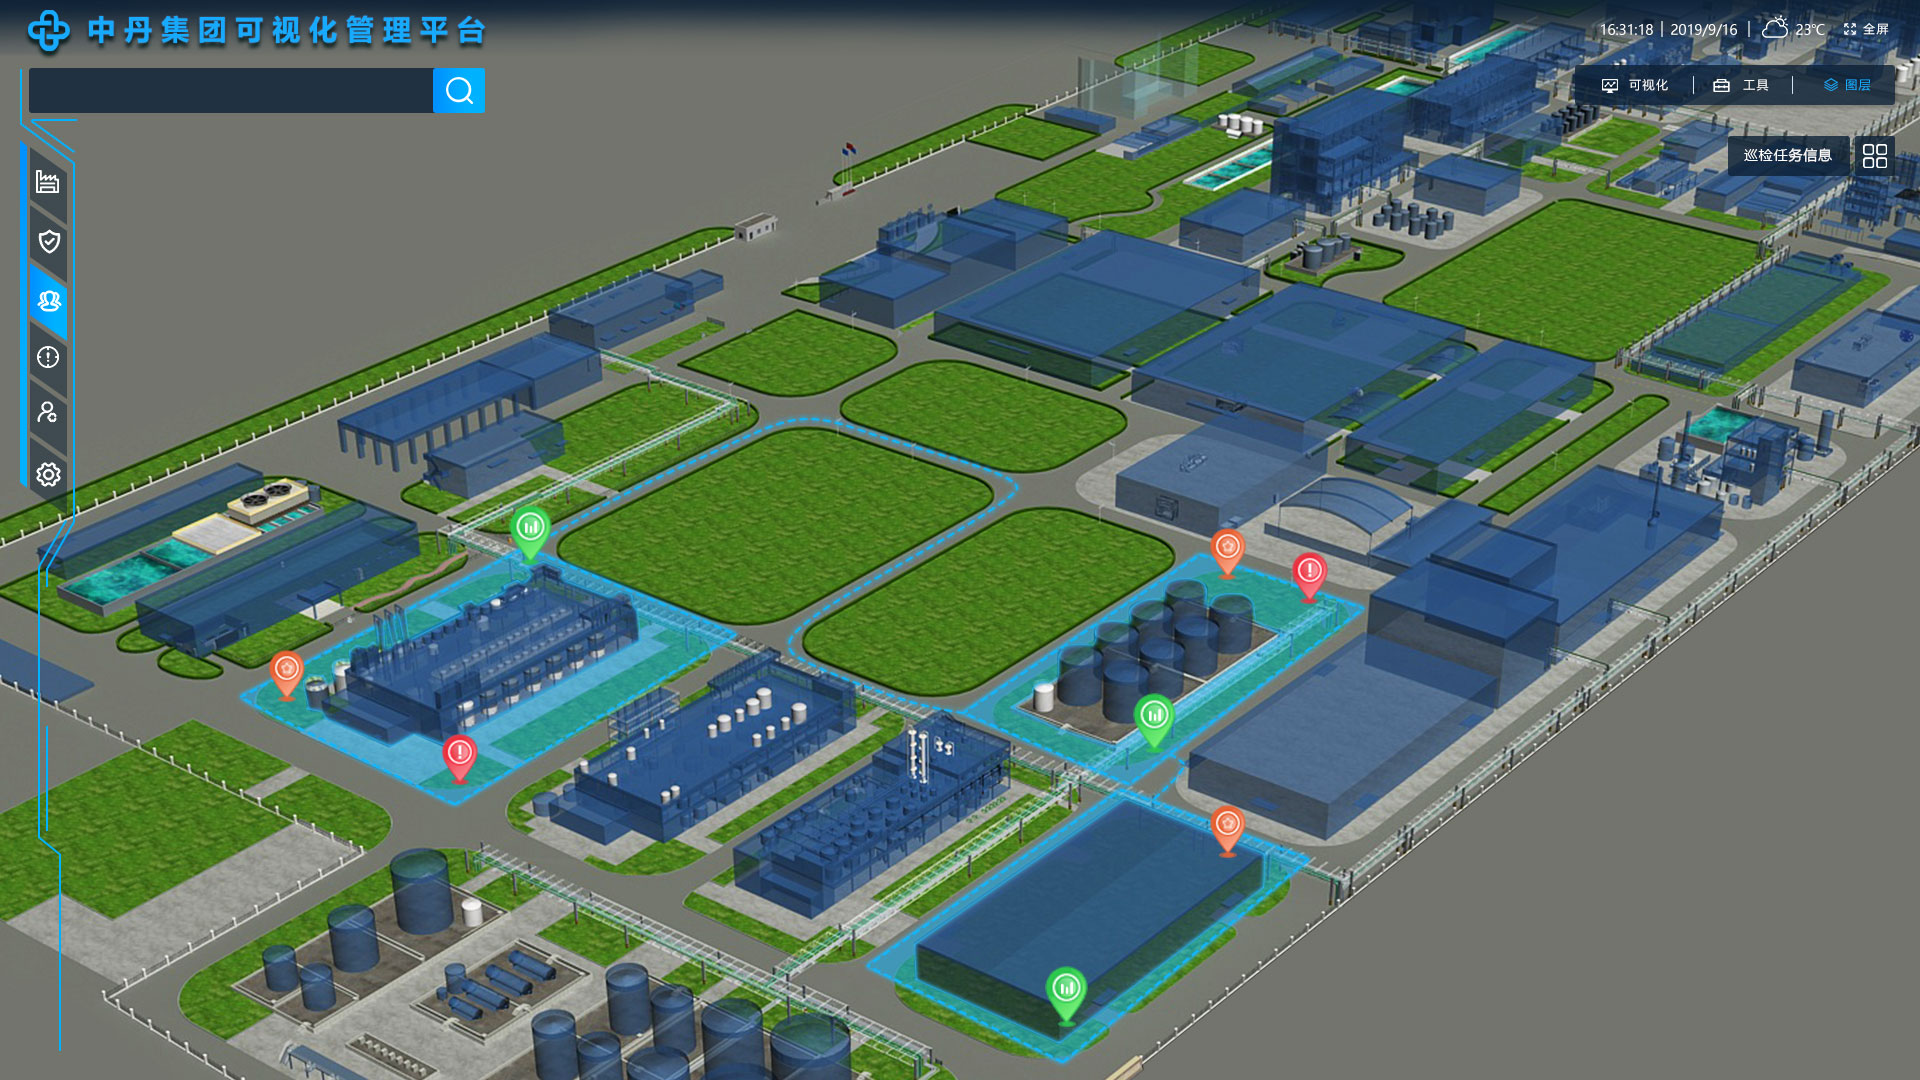 中丹集团可视化管理平台
16:31:18 | 2019/9/16 | 23℃ 全屏
可视化 | 工具 | 图层
巡检任务信息